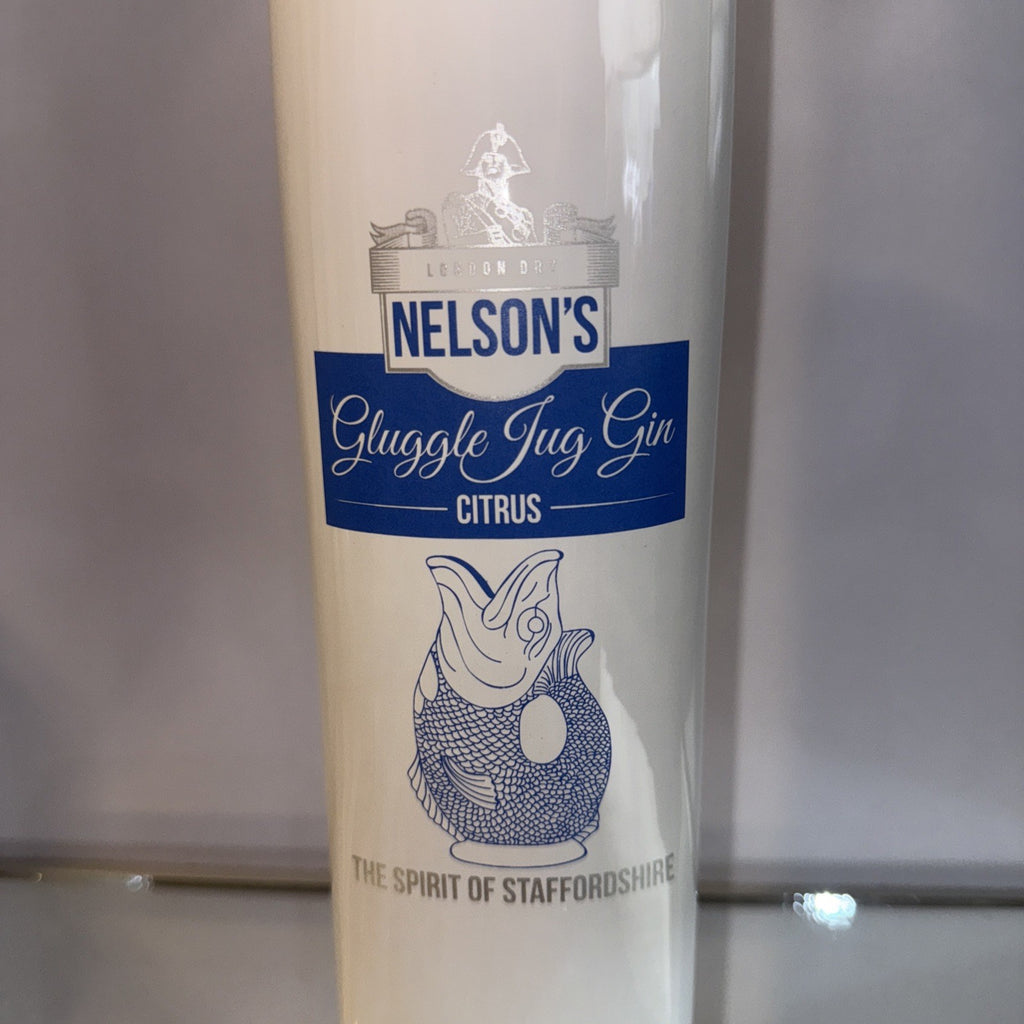 LONDON DRY
NELSON'S
Gluggle Jug Gin
CITRUS
THE SPIRIT OF STAFFORDSHIRE